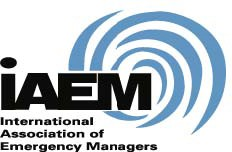 iAEM
International
Association of
Emergency Managers